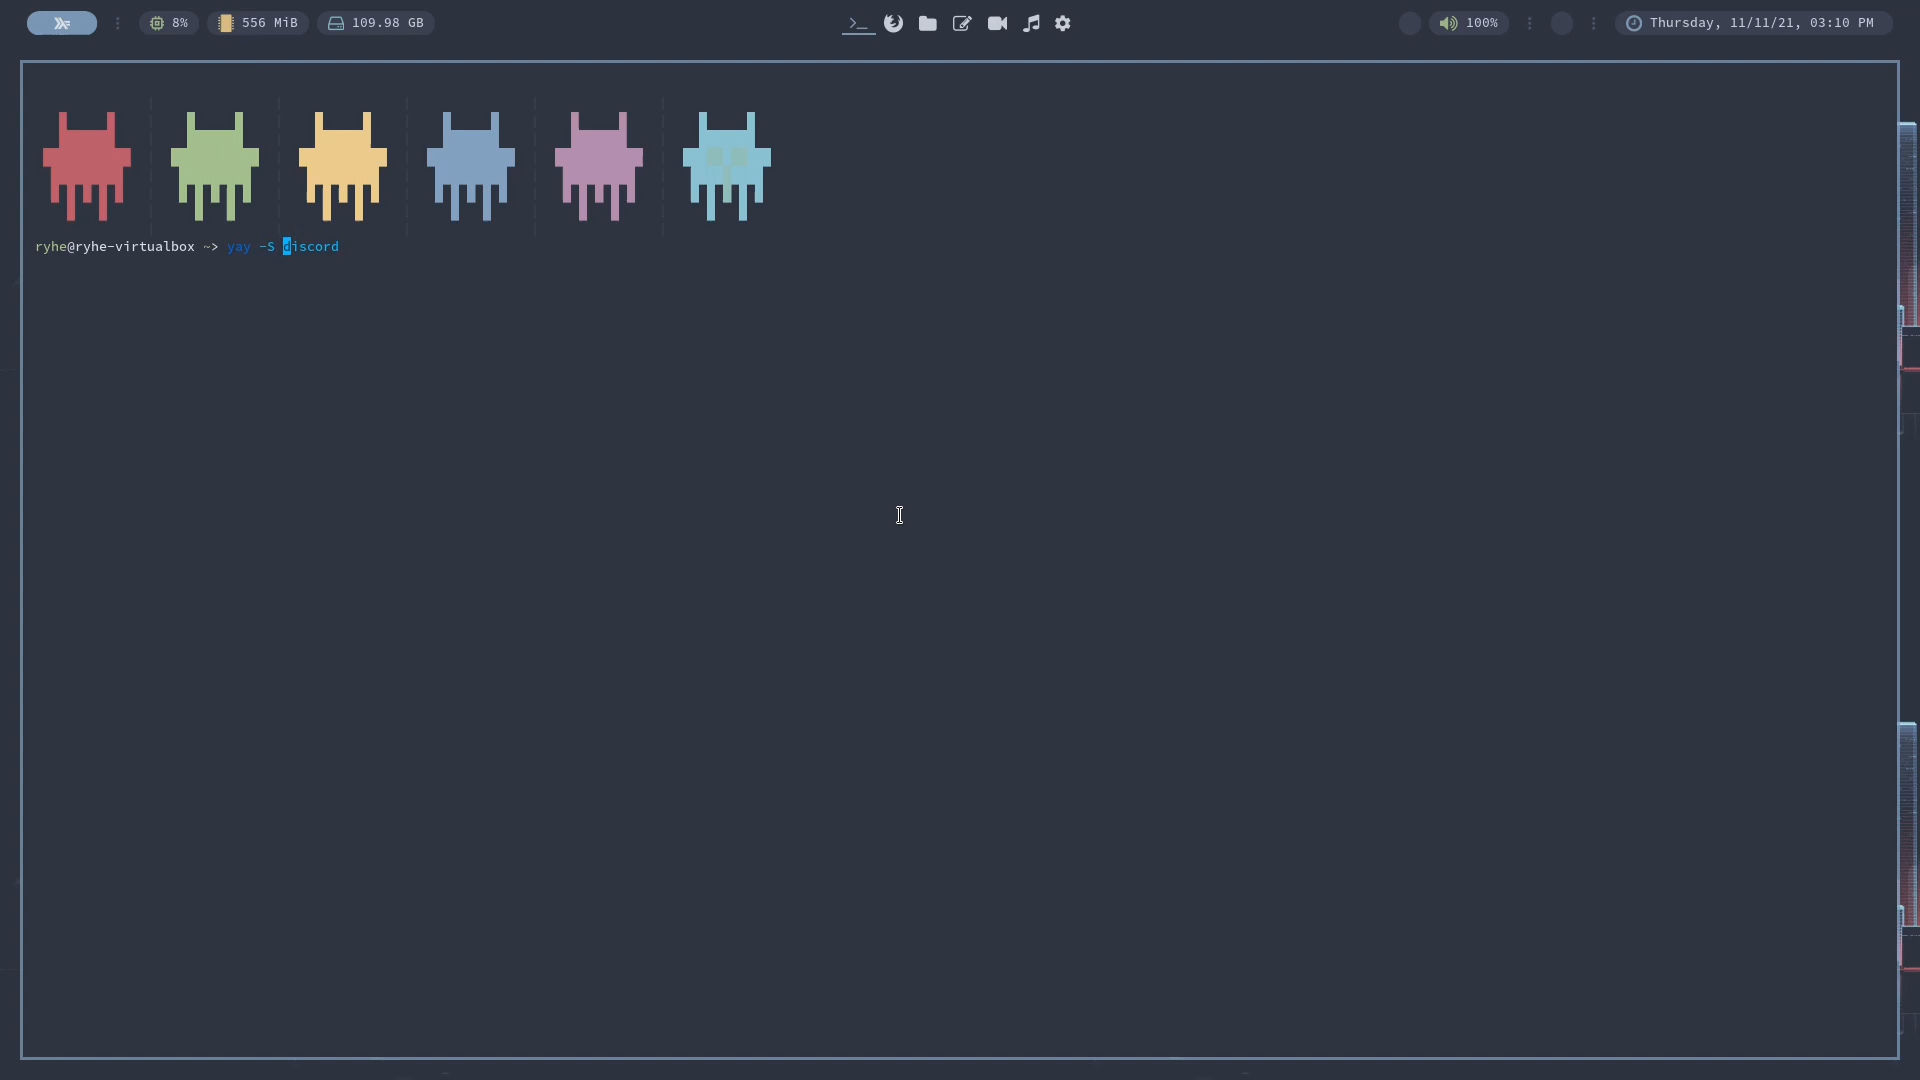 8% 556 MiB 109.98 GB >_ 100% Thursday, 11/11/21, 03:10 PM
ryhe@ryhe-virtualbox ~> yay -S discord